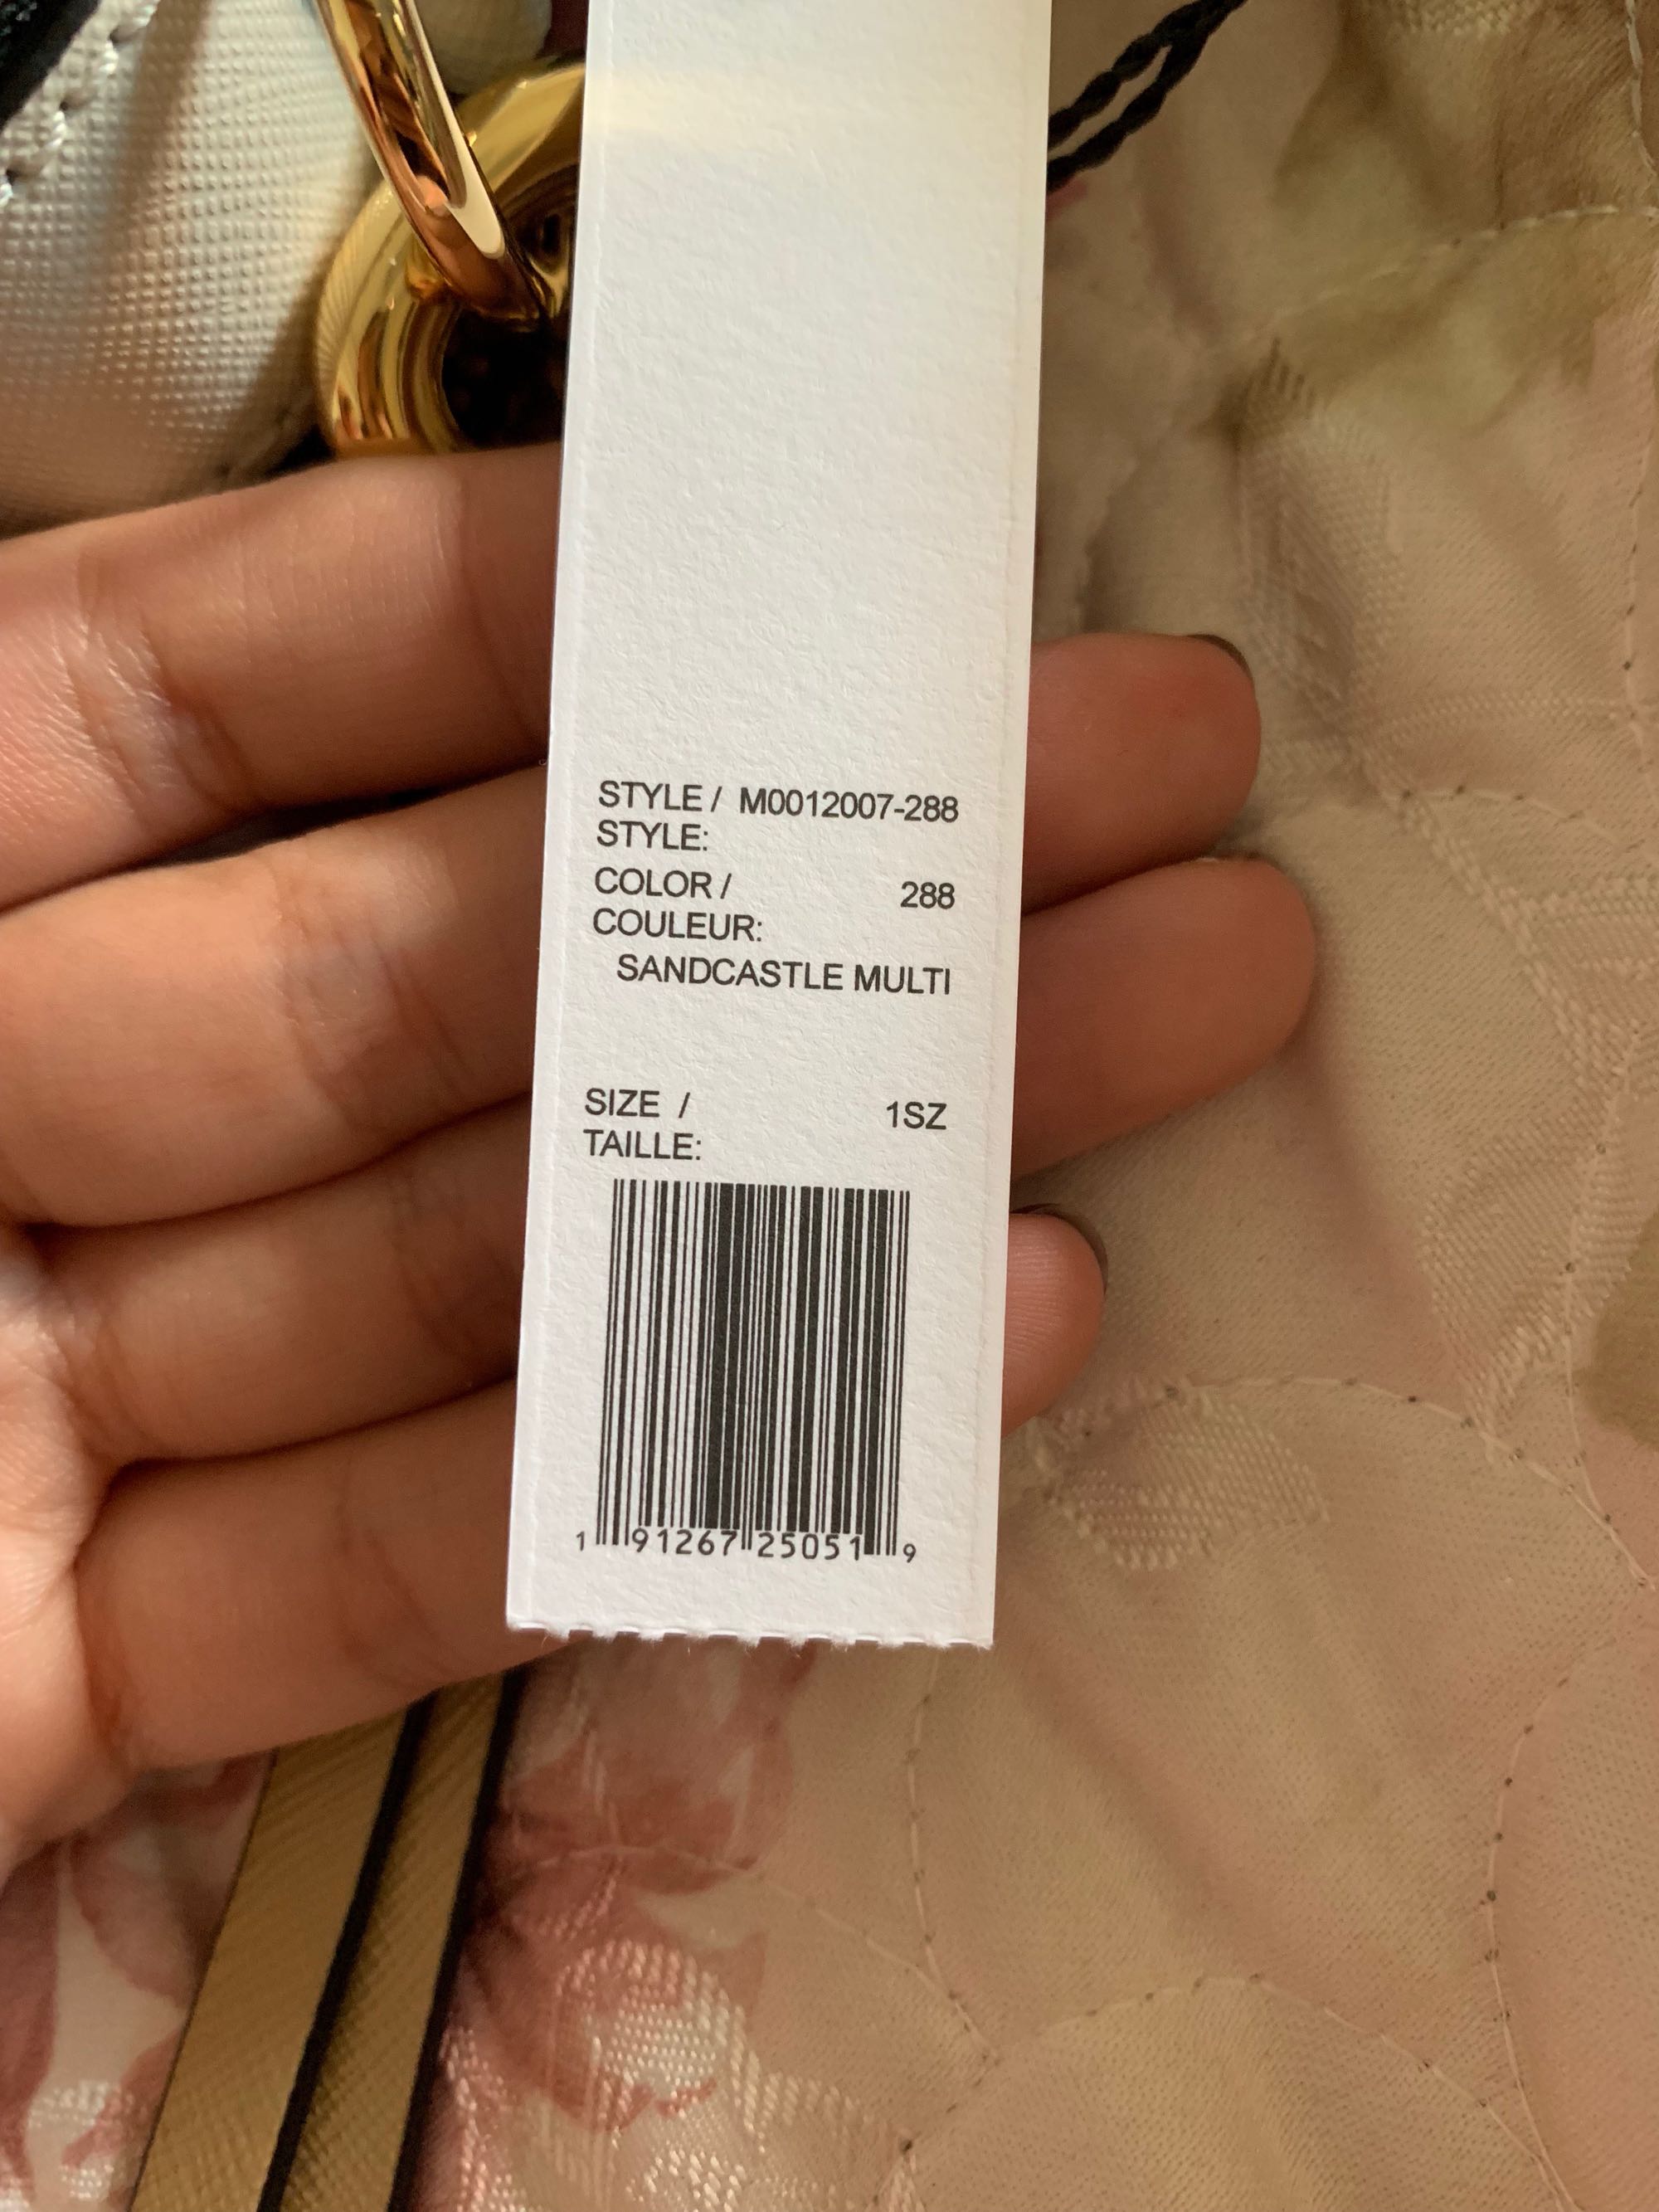 STYLE / M0012007-288
STYLE:
COLOR / 288
COULEUR:
SANDCASTLE MULTI
SIZE / 1SZ
TAILLE:
1 91267 25051 9